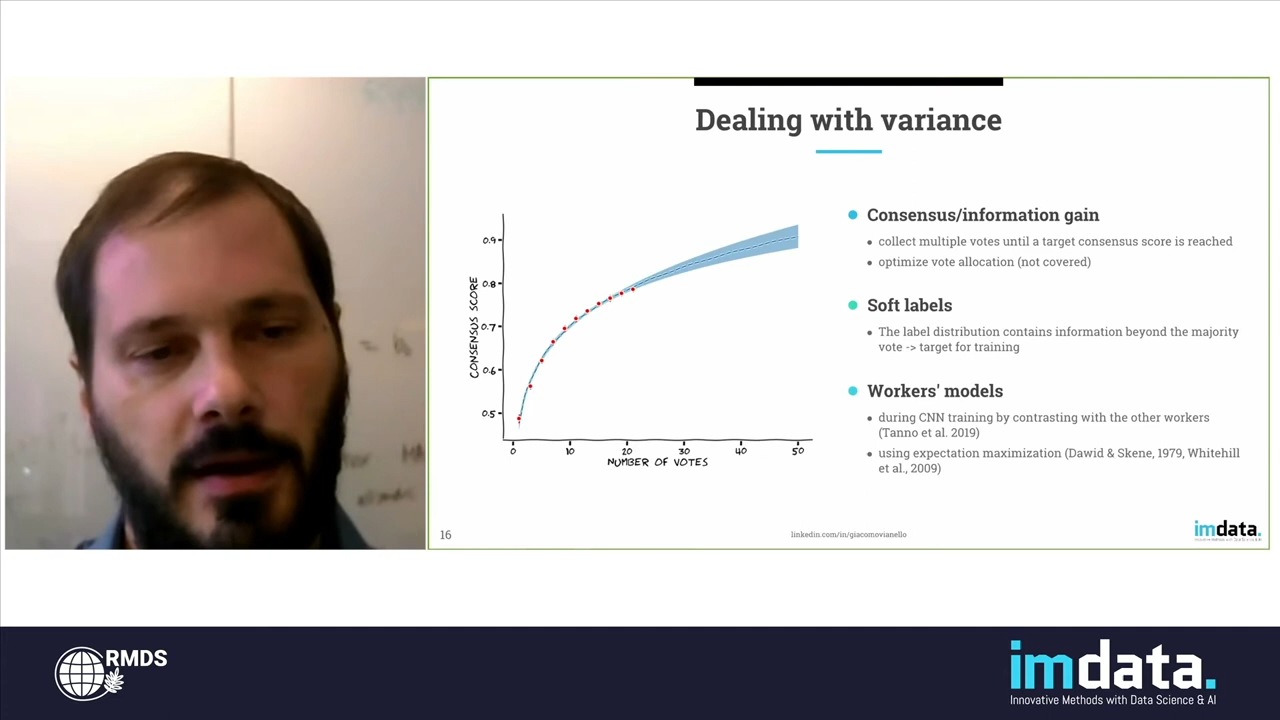 Dealing with variance
0.9
0.8
0.7
0.6
0.5
CONSENSUS SCORE
0
10
20
30
40
50
NUMBER OF VOTES
Consensus/information gain
collect multiple votes until a target consensus score is reached
optimize vote allocation (not covered)
Soft labels
The label distribution contains information beyond the majority
vote -> target for training
Workers' models
during CNN training by contrasting with the other workers
(Tanno et al. 2019)
using expectation maximization (Dawid & Skene, 1979, Whitehill
et al., 2009)
16
linkedin.com/in/giacomovianello
imdata.
RMDS
imdata.
Innovative Methods with Data Science & AI